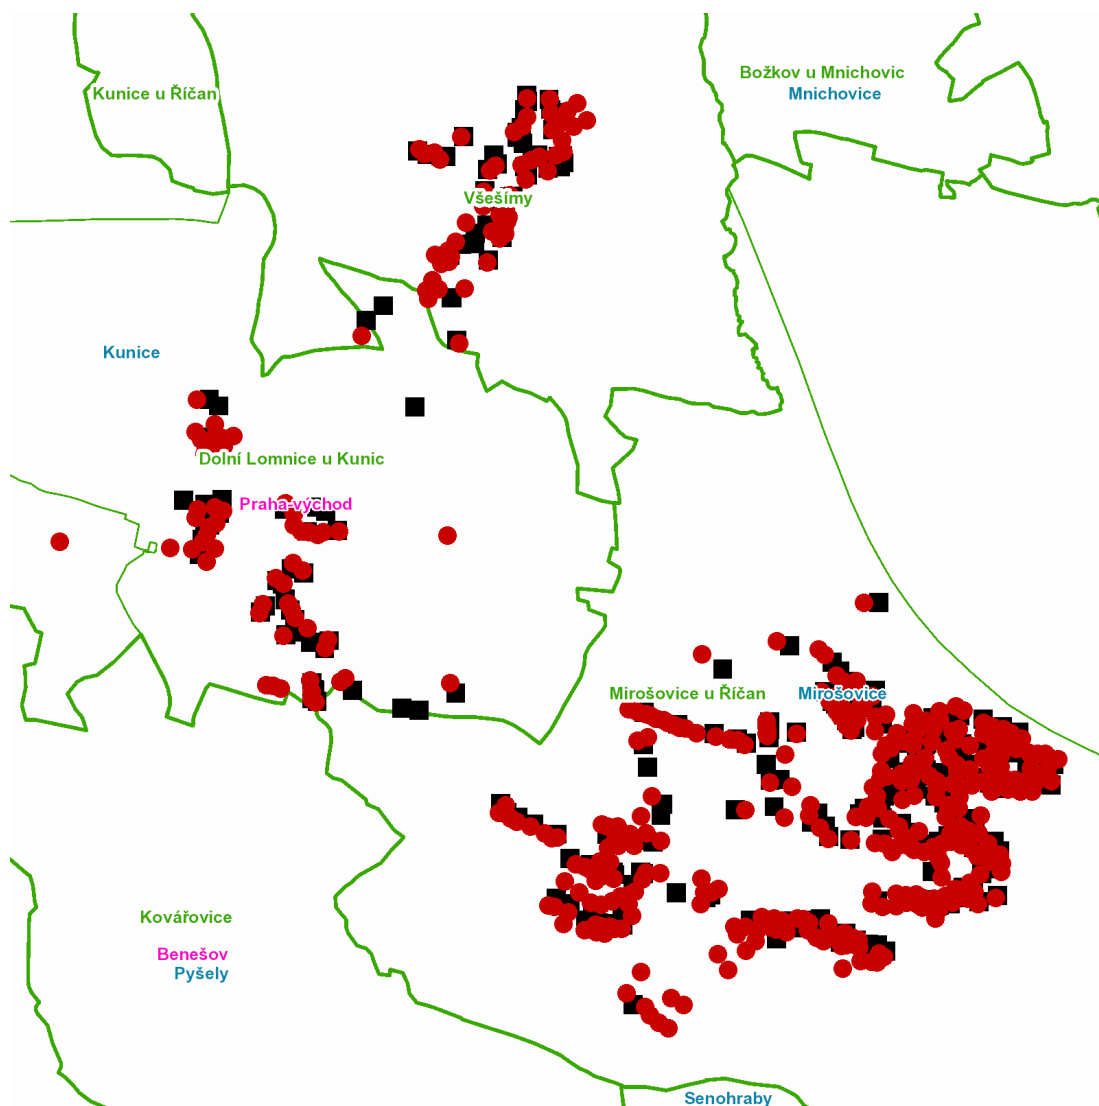 Božkov u Mnichovic
Mnichovice
Kunice u Říčan
Všešímy
Kunice
Dolní Lomnice u Kunic
Praha-východ
Mirošovice u Říčan
Mirošovice
Kovářovice
Benešov
Pyšely
Senohraby